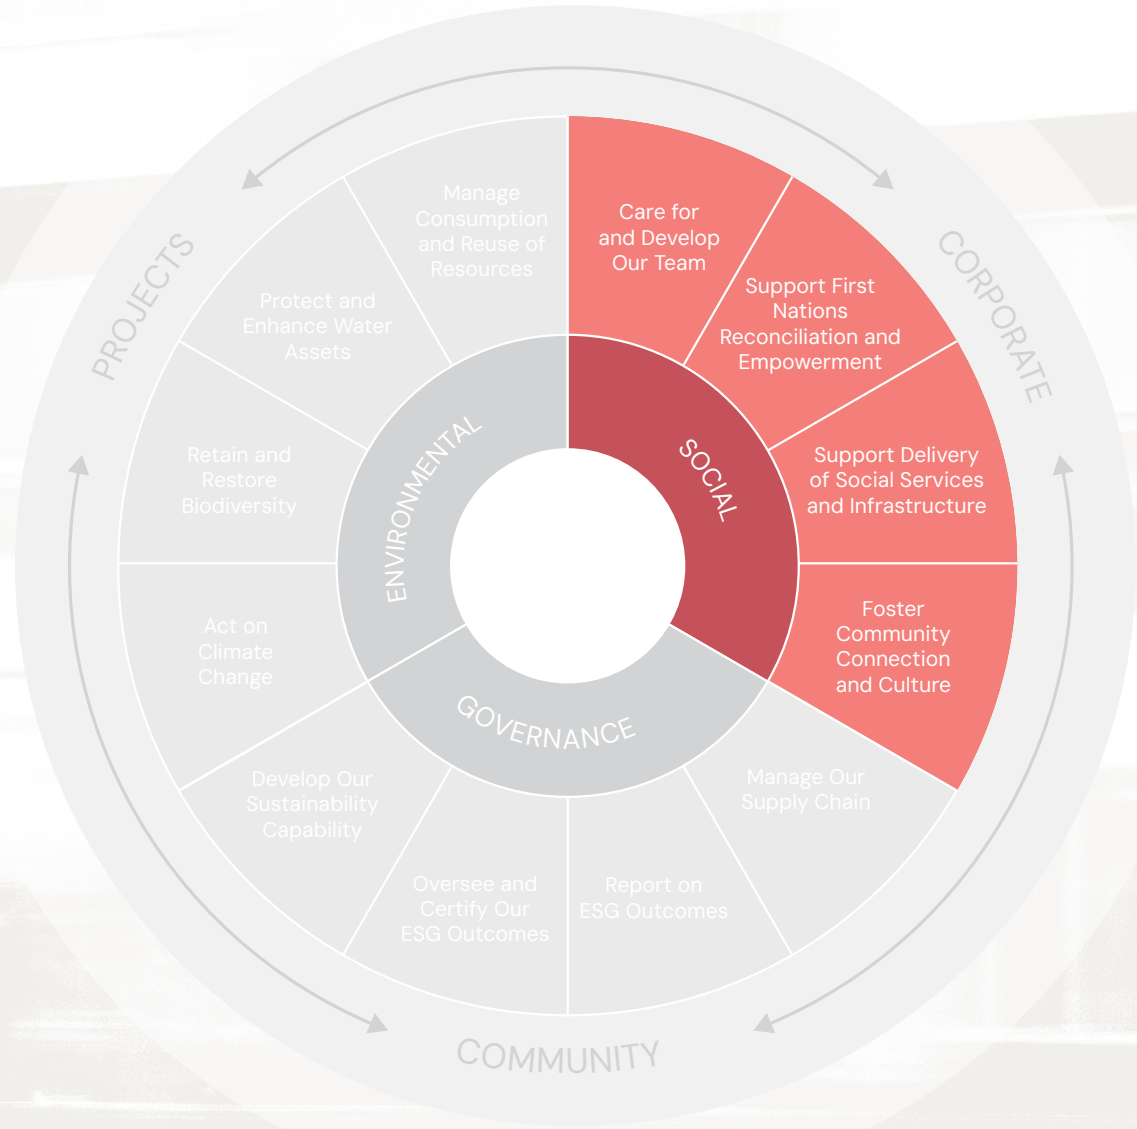 PROJECTS
CORPORATE
COMMUNITY
ENVIRONMENTAL
SOCIAL
GOVERNANCE
Care for
and Develop
Our Team
Support First
Nations
Reconciliation and
Empowerment
Support Delivery
of Social Services
and Infrastructure
Foster
Community
Connection
and Culture
Manage Our
Supply Chain
Report on
ESG Outcomes
Oversee and
Certify Our
ESG Outcomes
Develop Our
Sustainability
Capability
Act on
Climate
Change
Retain and
Restore
Biodiversity
Protect and
Enhance Water
Assets
Manage
Consumption
and Reuse of
Resources